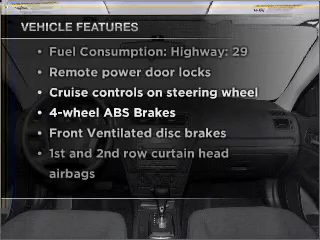 VEHICLE FEATURES
• Fuel Consumption: Highway: 29
• Remote power door locks
• Cruise controls on steering wheel
• 4-wheel ABS Brakes
• Front Ventilated disc brakes
• 1st and 2nd row curtain head
airbags